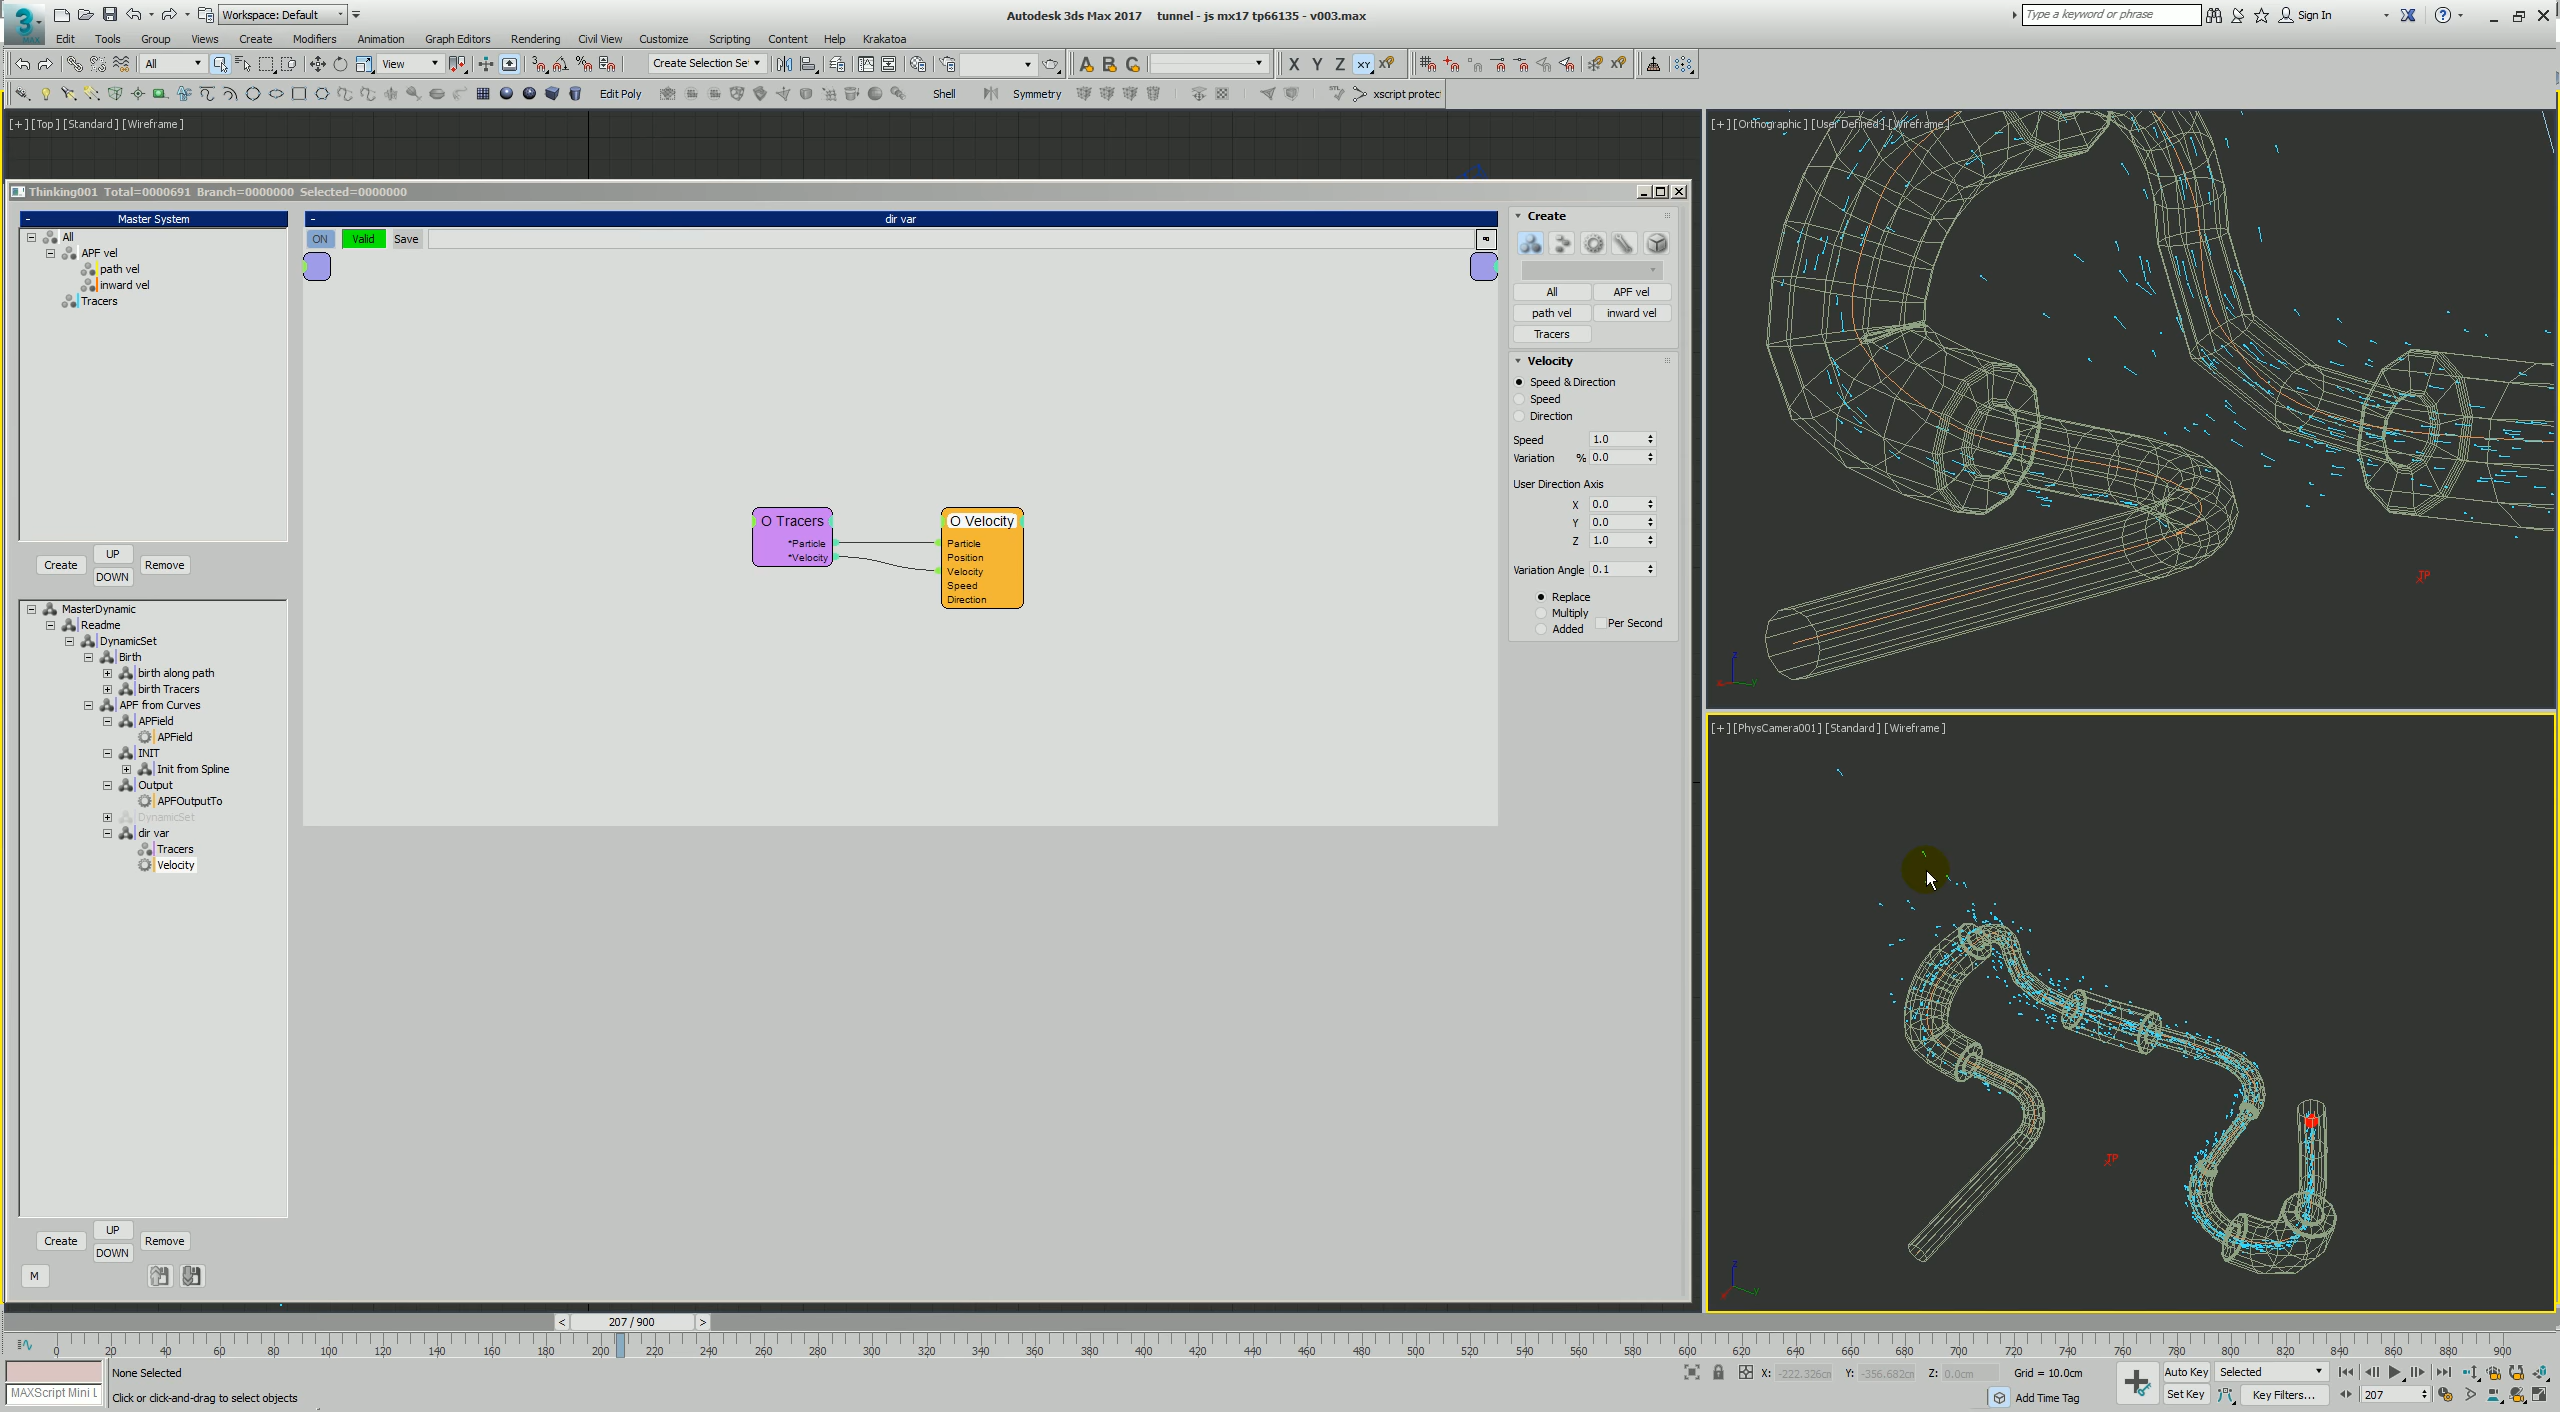 3 Workspace: Default Autodesk 3ds Max 2017 tunnel - js mx17 tp66135 - v003.max Type a keyword or phrase Sign In
Edit Tools Group Views Create Modifiers Animation Graph Editors Rendering Civil View Customize Scripting Content Help Krakatoa
All View Create Selection Se X Y Z XY XY
Edit Poly Shell Symmetry xscript protec
[+] [Top] [Standard] [Wireframe]
[+] [Orthographic] [User Defined] [Wireframe]
Thinking001 Total=0000691 Branch=0000000 Selected=0000000
Master System
All
APF vel
path vel
inward vel
Tracers
Create UP DOWN Remove
MasterDynamic
Readme
DynamicSet
Birth
birth along path
birth Tracers
APF from Curves
APField
APField
INIT
Init from Spline
Output
APFOutputTo
DynamicSet
dir var
Tracers
Velocity
Create UP DOWN Remove
M
dir var
ON Valid Save
O Tracers
*Particle
*Velocity
O Velocity
Particle
Position
Velocity
Speed
Direction
Create
All APF vel
path vel inward vel
Tracers
Velocity
Speed & Direction
Speed
Direction
Speed 1.0
Variation % 0.0
User Direction Axis
X 0.0
Y 0.0
Z 1.0
Variation Angle 0.1
Replace
Multiply
Added Per Second
TP
Z
Y
[+] [PhysCamera001] [Standard] [Wireframe]
TP
Z
Y
< 207 / 900 >
0 20 40 60 80 100 120 140 160 180 200 220 240 260 280 300 320 340 360 380 400 420 440 460 480 500 520 540 560 580 600 620 640 660 680 700 720 740 760 780 800 820 840 860 880 900
None Selected X: -222.326cm Y: -356.682cm Z: 0.0cm Grid = 10.0cm Auto Key Selected
MAXScript Mini L Click or click-and-drag to select objects Add Time Tag Set Key Key Filters... 207